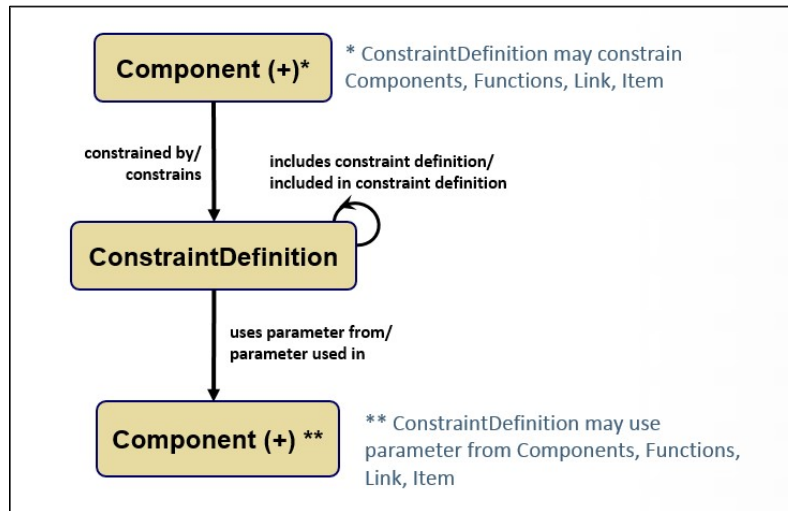 Component (+)*
* ConstraintDefinition may constrain
Components, Functions, Link, Item
constrained by/
constrains
includes constraint definition/
included in constraint definition
ConstraintDefinition
uses parameter from/
parameter used in
Component (+) **
** ConstraintDefinition may use
parameter from Components, Functions,
Link, Item